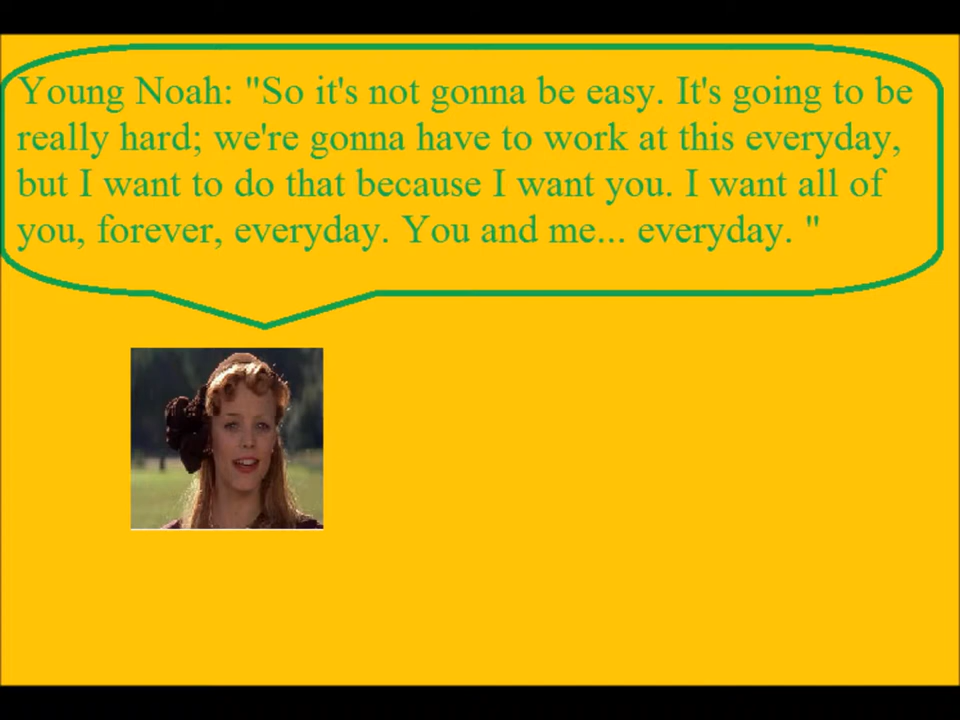 Young Noah: "So it's not gonna be easy. It's going to be
really hard; we're gonna have to work at this everyday,
but I want to do that because I want you. I want all of
you, forever, everyday. You and me... everyday. "